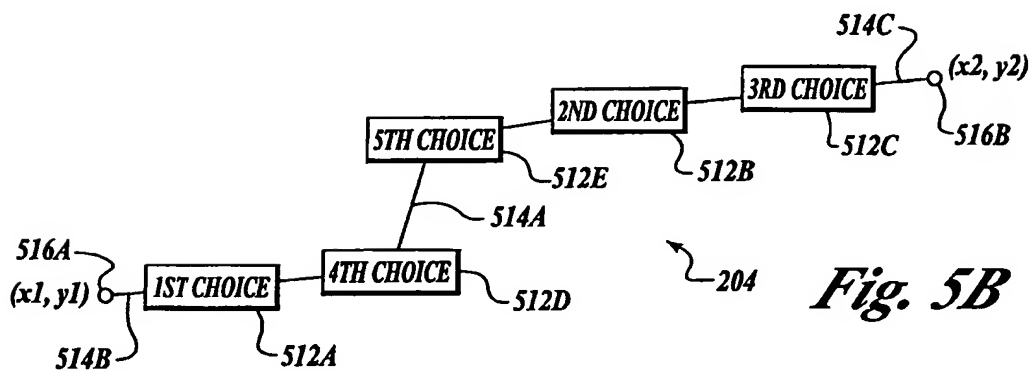 514C
(x2, y2)
3RD CHOICE
2ND CHOICE
5TH CHOICE
516B
512C
512B
512E
514A
516A
4TH CHOICE
1ST CHOICE
(x1, y1)
204
512D
Fig. 5B
514B
512A